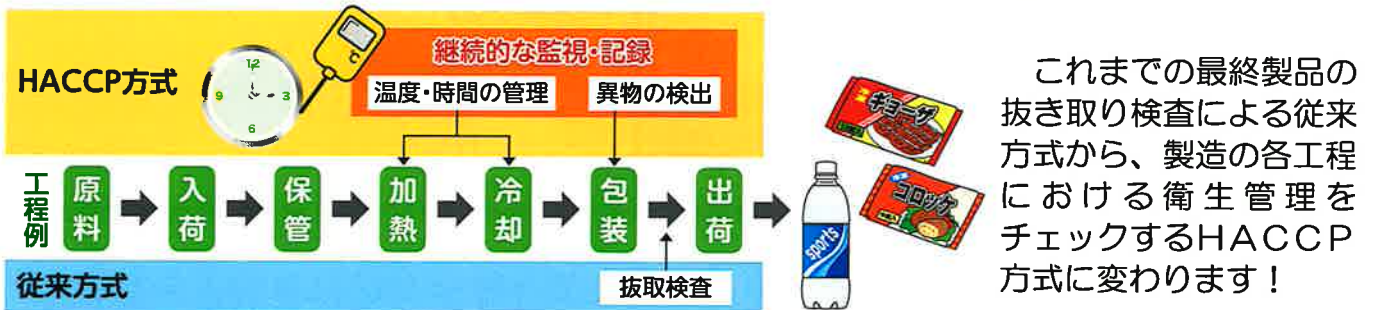 HACCP方式
12
3
6
9
℃
継続的な監視・記録
温度・時間の管理
異物の検出
工程例
原料
入荷
保管
加熱
冷却
包装
出荷
従来方式
抜取検査
ギョーザ
コロッケ
sports
これまでの最終製品の
抜き取り検査による従来
方式から、製造の各工程
における衛生管理を
チェックするHACCP
方式に変わります!